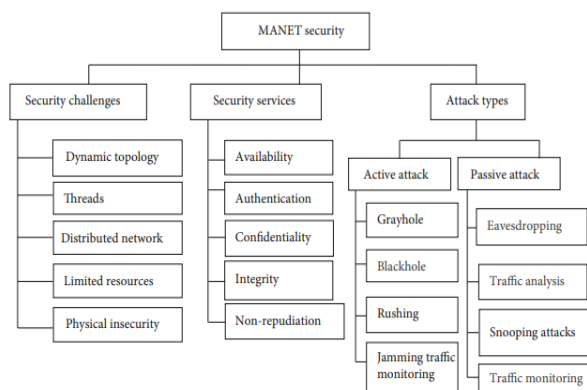 MANET security
Security challenges
Security services
Attack types
Dynamic topology
Threads
Distributed network
Limited resources
Physical insecurity
Availability
Authentication
Confidentiality
Integrity
Non-repudiation
Active attack
Grayhole
Blackhole
Rushing
Jamming traffic
monitoring
Passive attack
Eavesdropping
Traffic analysis
Snooping attacks
Traffic monitoring